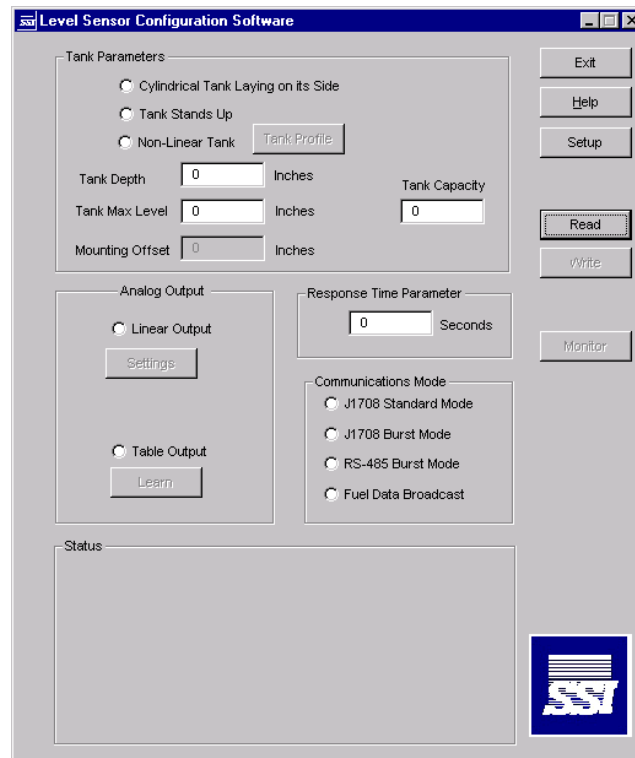 SSI Level Sensor Configuration Software
Tank Parameters
Cylindrical Tank Laying on its Side
Tank Stands Up
Non-Linear Tank
Tank Profile
Tank Depth 0 Inches
Tank Capacity
Tank Max Level 0 Inches
0
Mounting Offset 0 Inches
Exit
Help
Setup
Read
Write
Monitor
Analog Output
Linear Output
Settings
Table Output
Learn
Response Time Parameter
0 Seconds
Communications Mode
J1708 Standard Mode
J1708 Burst Mode
RS-485 Burst Mode
Fuel Data Broadcast
Status
SSI